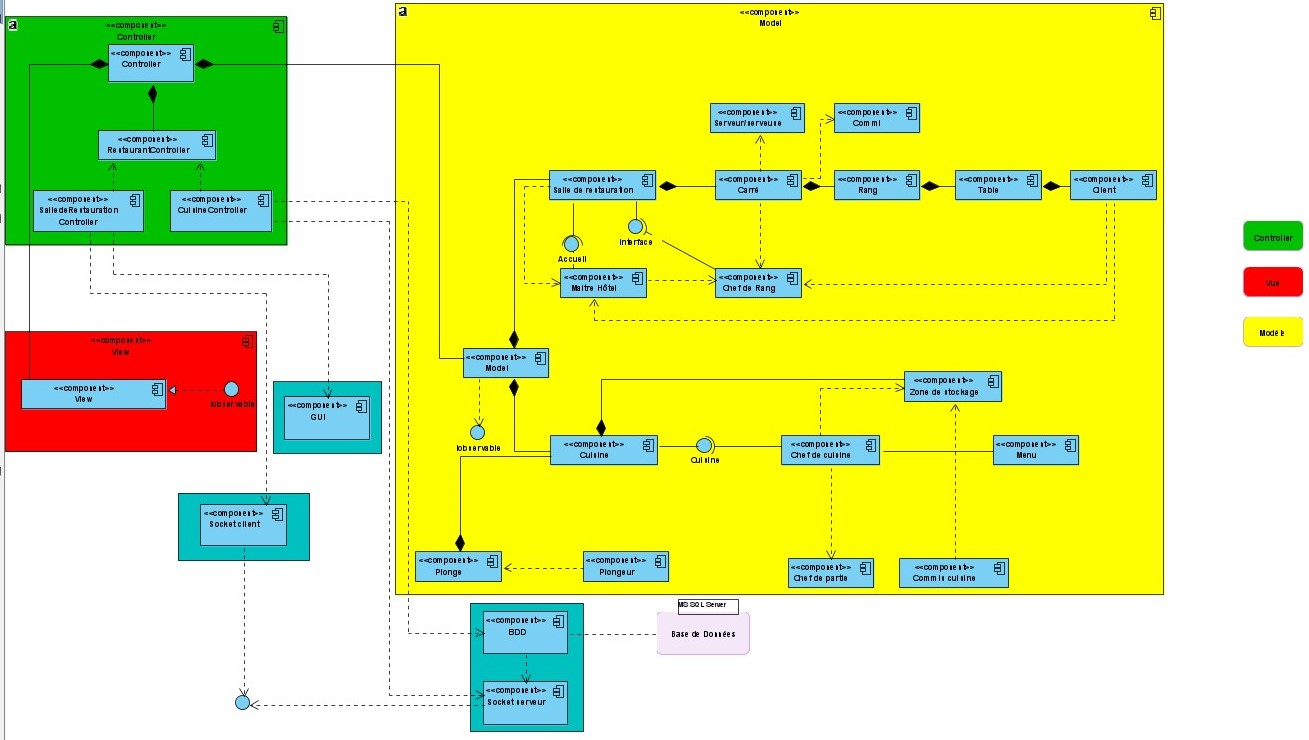 a
<<component>>
Controller
<<component>>
Controller
<<component>>
RestaurantController
<<component>>
SalledeRestauration
Controller
<<component>>
CuisineController
<<component>>
View
<<component>>
View
Iobservable
<<component>>
GUI
<<component>>
Socket client
a
<<component>>
Model
<<component>>
Serveur/serveuse
<<component>>
Commi
<<component>>
Salle de restauration
<<component>>
Carré
<<component>>
Rang
<<component>>
Table
<<component>>
Client
Accueil
Interface
<<component>>
Maitre Hôtel
<<component>>
Chef de Rang
<<component>>
Model
Iobservable
<<component>>
Zone de stockage
<<component>>
Cuisine
Cuisine
<<component>>
Chef de cuisine
<<component>>
Menu
<<component>>
Plonge
<<component>>
Plongeur
<<component>>
Chef de partie
<<component>>
Commis cuisine
<<component>>
BDD
MS SQL Server
Base de Données
<<component>>
Socket serveur
Controller
Vue
Modèle